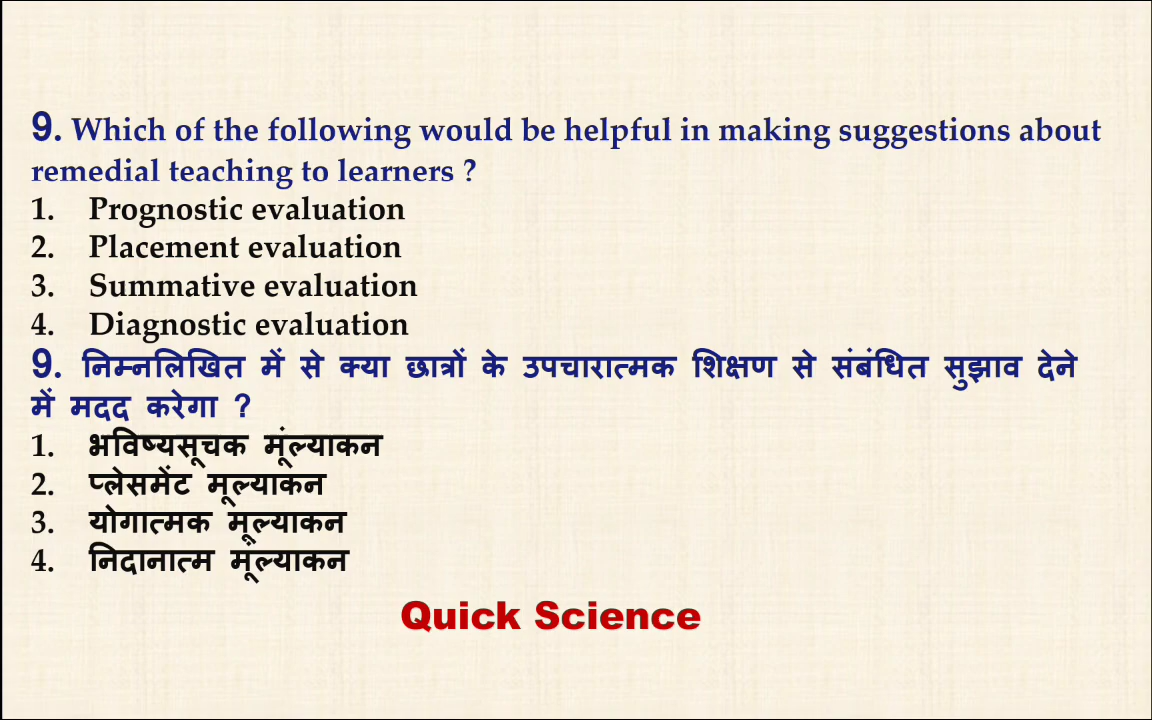 9. Which of the following would be helpful in making suggestions about
remedial teaching to learners ?
1. Prognostic evaluation
2. Placement evaluation
3. Summative evaluation
4. Diagnostic evaluation
9. निम्नलिखित में से क्या छात्रों के उपचारात्मक शिक्षण से संबंधित सुझाव देने
में मदद करेगा ?
1. भविष्यसूचक मूंल्याकन
2. प्लेसमेंट मूल्याकंन
3. योगात्मक मूल्याकंन
4. निदानात्म मूंल्याकन
Quick Science